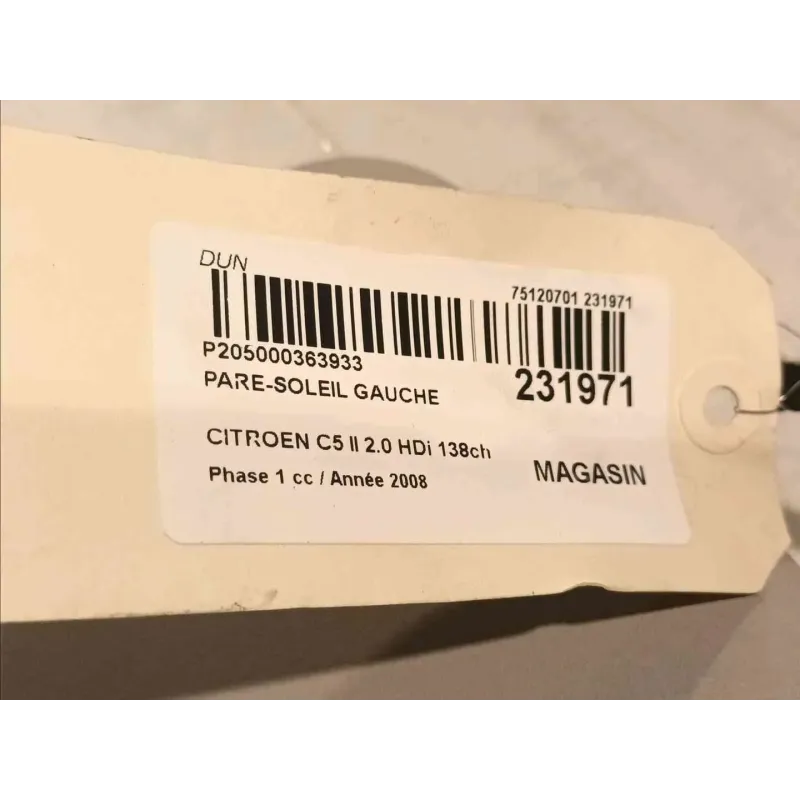 DUN
75120701 231971
P205000363933
231971
PARE-SOLEIL GAUCHE
CITROEN C5 II 2.0 HDi 138ch
Phase 1 cc / Année 2008
MAGASIN